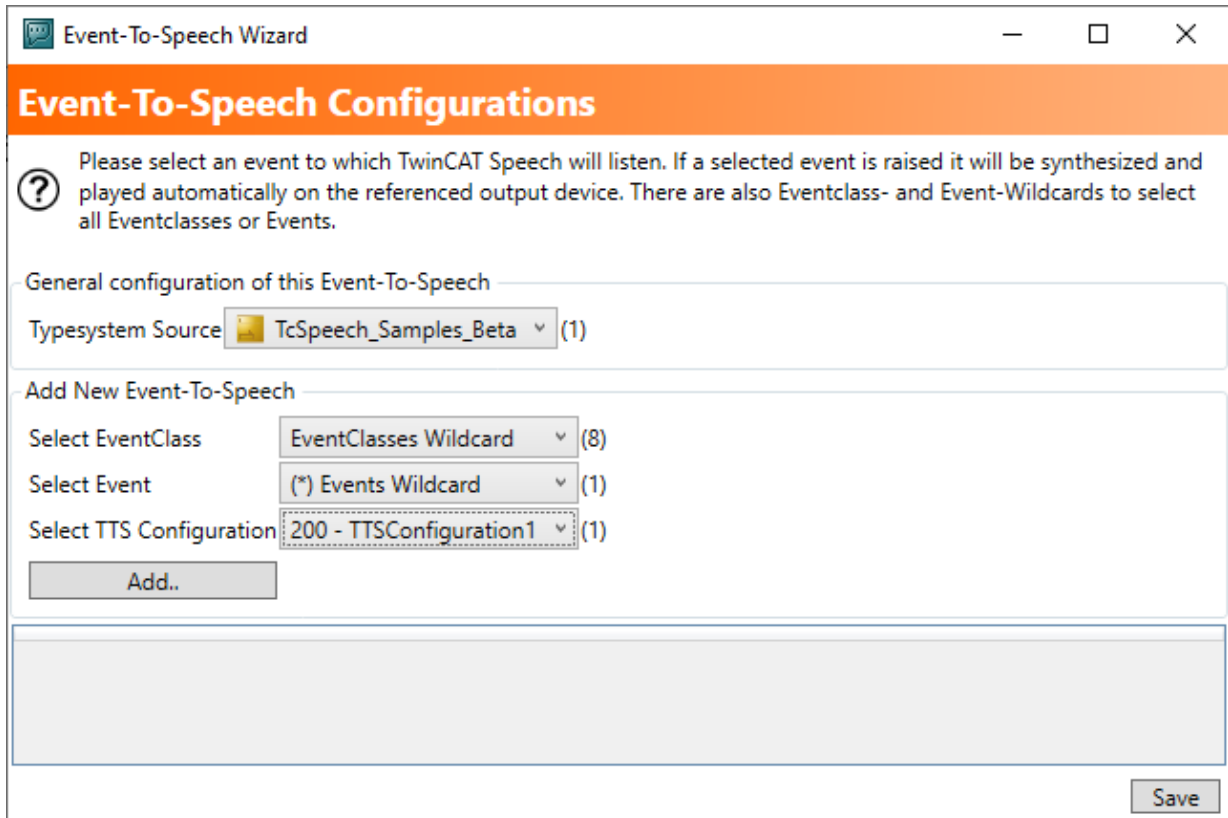 Event-To-Speech Wizard
Event-To-Speech Configurations
Please select an event to which TwinCAT Speech will listen. If a selected event is raised it will be synthesized and
played automatically on the referenced output device. There are also Eventclass- and Event-Wildcards to select
all Eventclasses or Events.
General configuration of this Event-To-Speech
Typesystem Source TcSpeech_Samples_Beta (1)
Add New Event-To-Speech
Select EventClass EventClasses Wildcard (8)
Select Event (*) Events Wildcard (1)
Select TTS Configuration 200 - TTSConfiguration1 (1)
Add..
Save